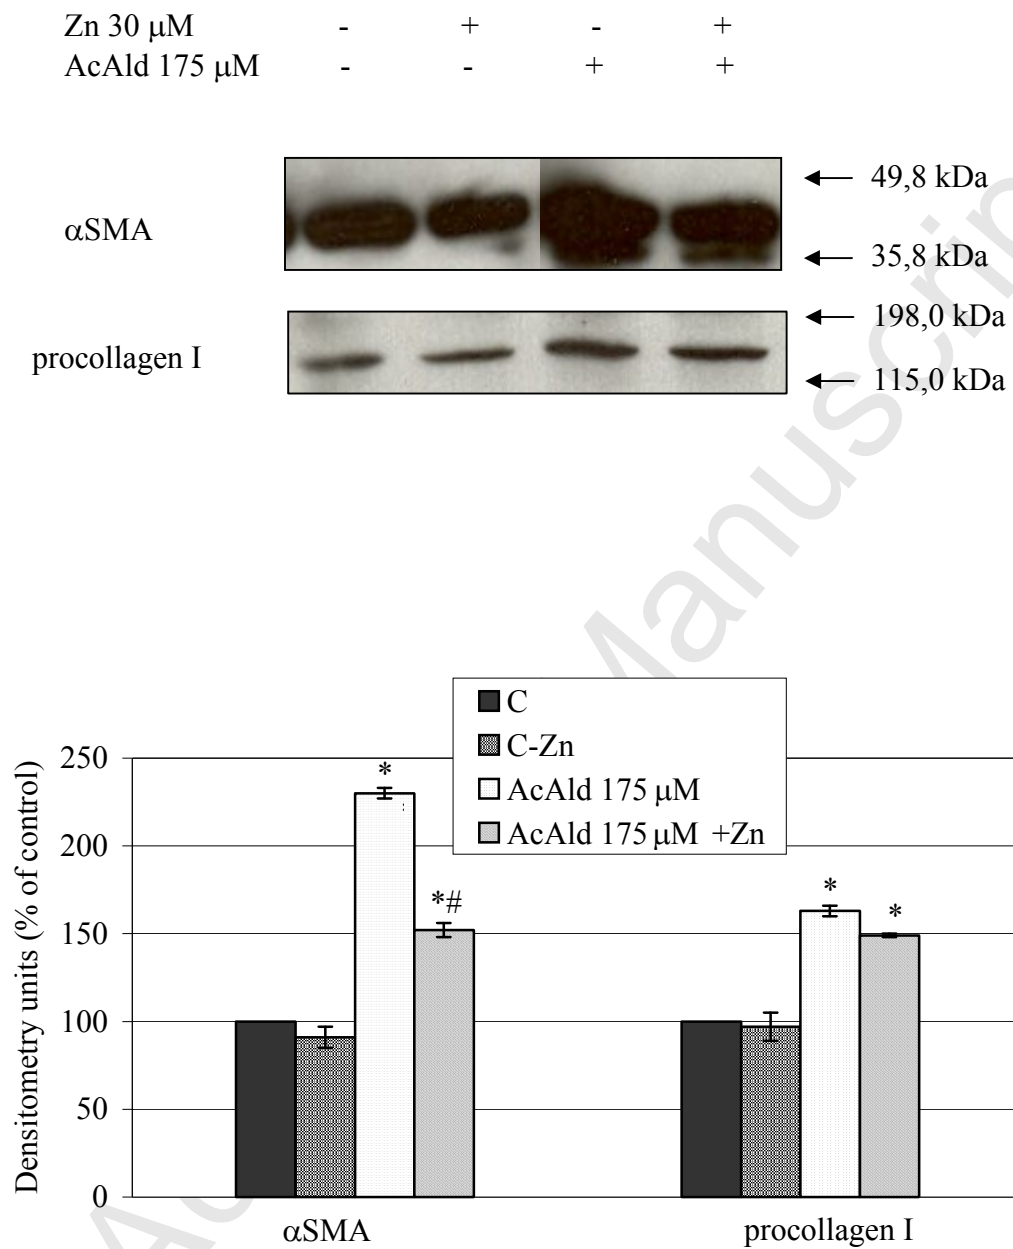 Zn 30 μM - + - +
AcAld 175 μM - - + +
49,8 kDa
αSMA
35,8 kDa
198,0 kDa
procollagen I
115,0 kDa
C
C-Zn
AcAld 175 μM
AcAld 175 μM +Zn
Densitometry units (% of control)
250
200
150
100
50
0
*
*#
*
*
αSMA
procollagen I
Manuscrip